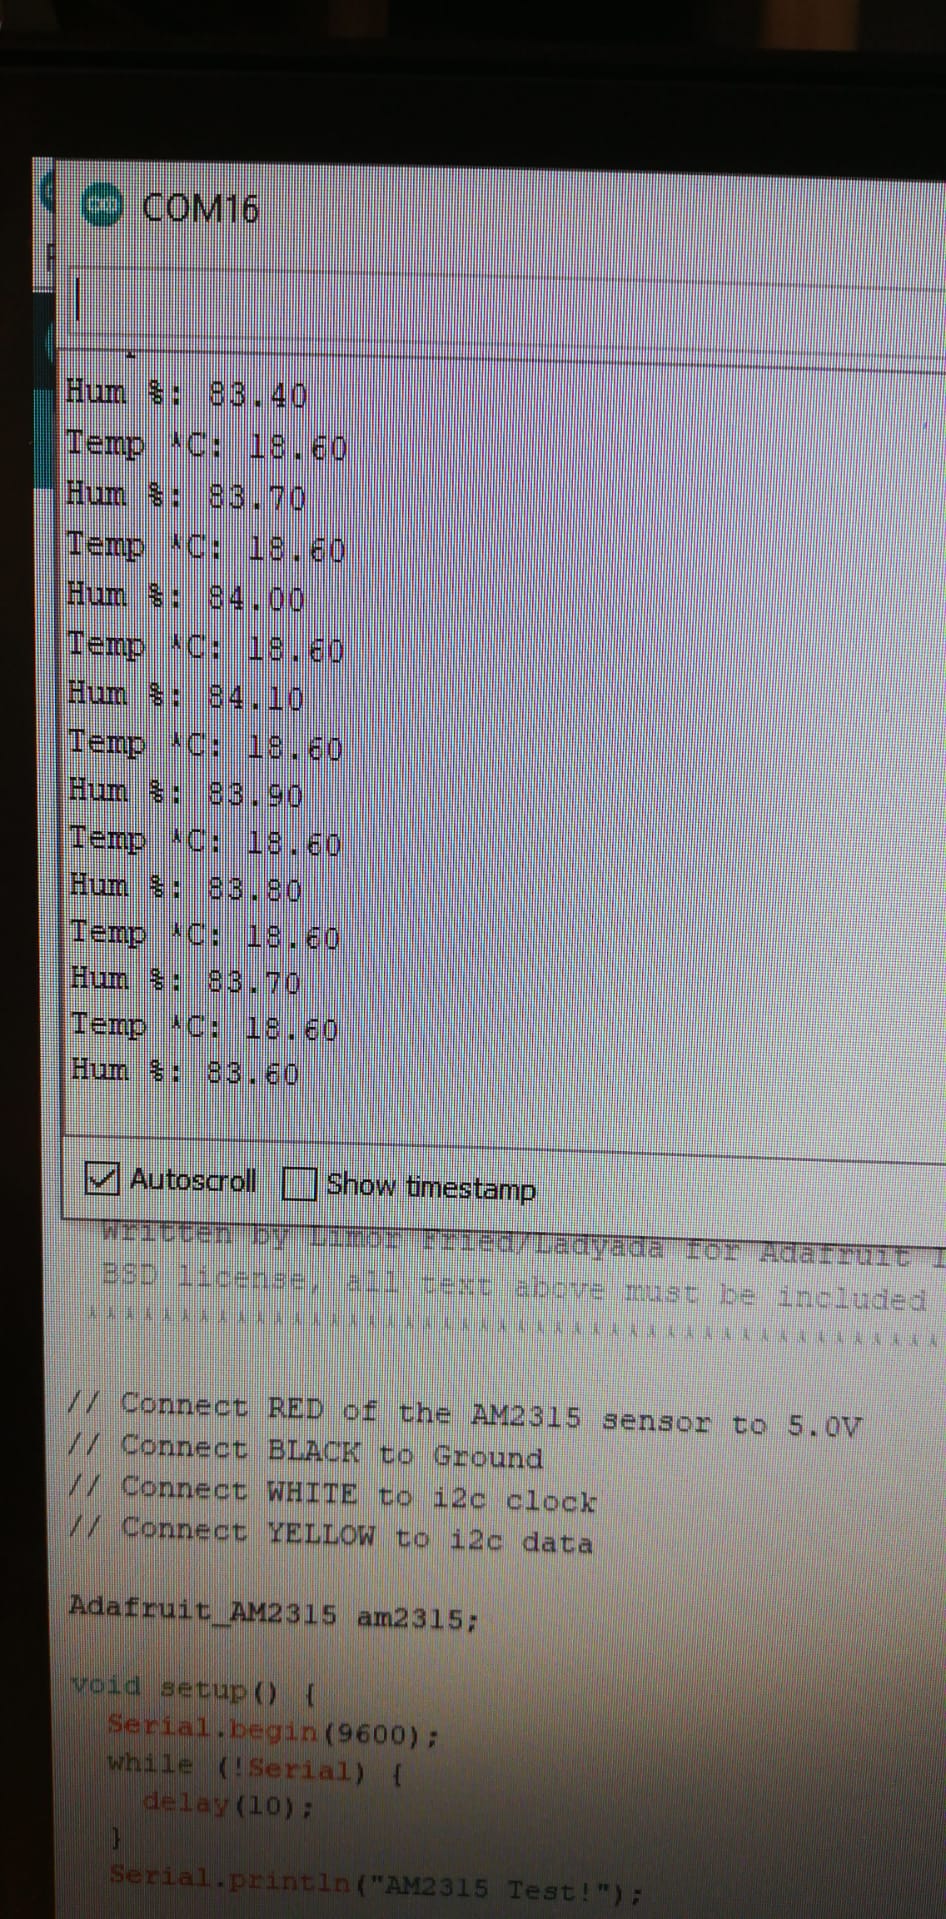 COM16
Hum %: 83.40
Temp *C: 18.60
Hum %: 83.70
Temp *C: 18.60
Hum %: 84.00
Temp *C: 18.60
Hum %: 84.10
Temp *C: 18.60
Hum %: 83.90
Temp *C: 18.60
Hum %: 83.80
Temp *C: 18.60
Hum %: 83.70
Temp *C: 18.60
Hum %: 83.60
Autoscroll Show timestamp
Written by Limor Fried/Ladyada for Adafruit
BSD license, all text above must be included
// Connect RED of the AM2315 sensor to 5.0V
// Connect BLACK to Ground
// Connect WHITE to i2c clock
// Connect YELLOW to i2c data
Adafruit_AM2315 am2315;
void setup() {
Serial.begin(9600);
while (!Serial) {
delay(10);
}
Serial.println("AM2315 Test!");